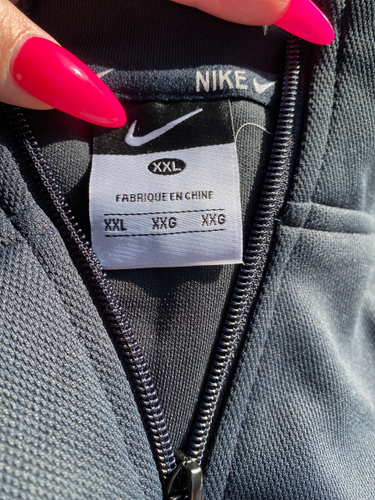 NIKE
XXL
FABRIQUE EN CHINE
XXL XXG XXG